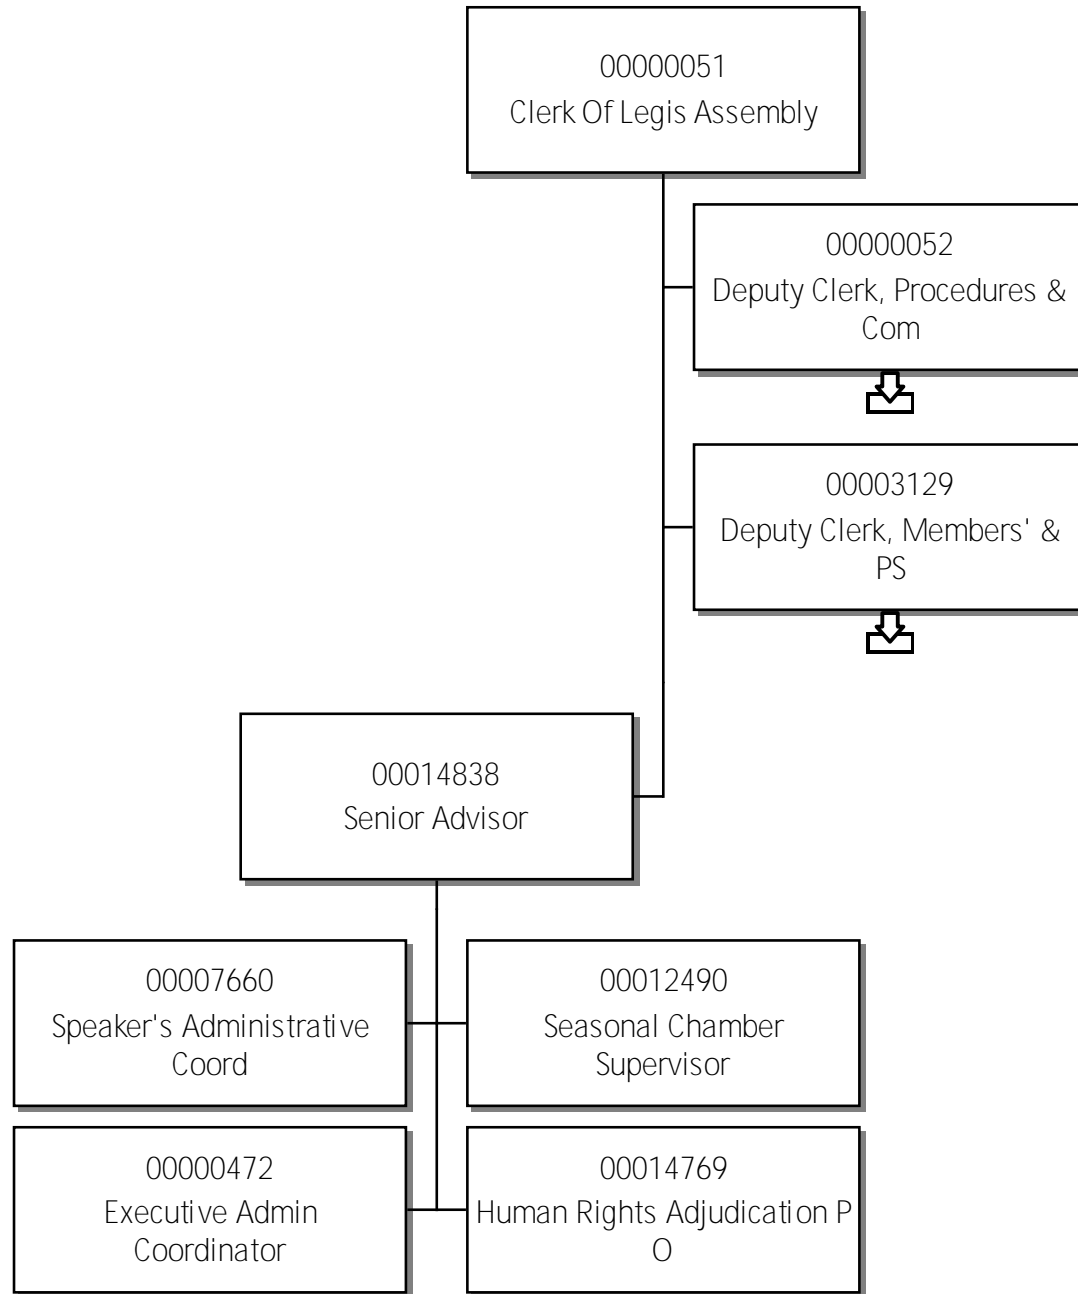 00000051
Clerk Of Legis Assembly
00000052
Deputy Clerk, Procedures &
Com
00003129
Deputy Clerk, Members' &
PS
00014838
Senior Advisor
00007660
Speaker's Administrative
Coord
00012490
Seasonal Chamber
Supervisor
00000472
Executive Admin
Coordinator
00014769
Human Rights Adjudication P
O